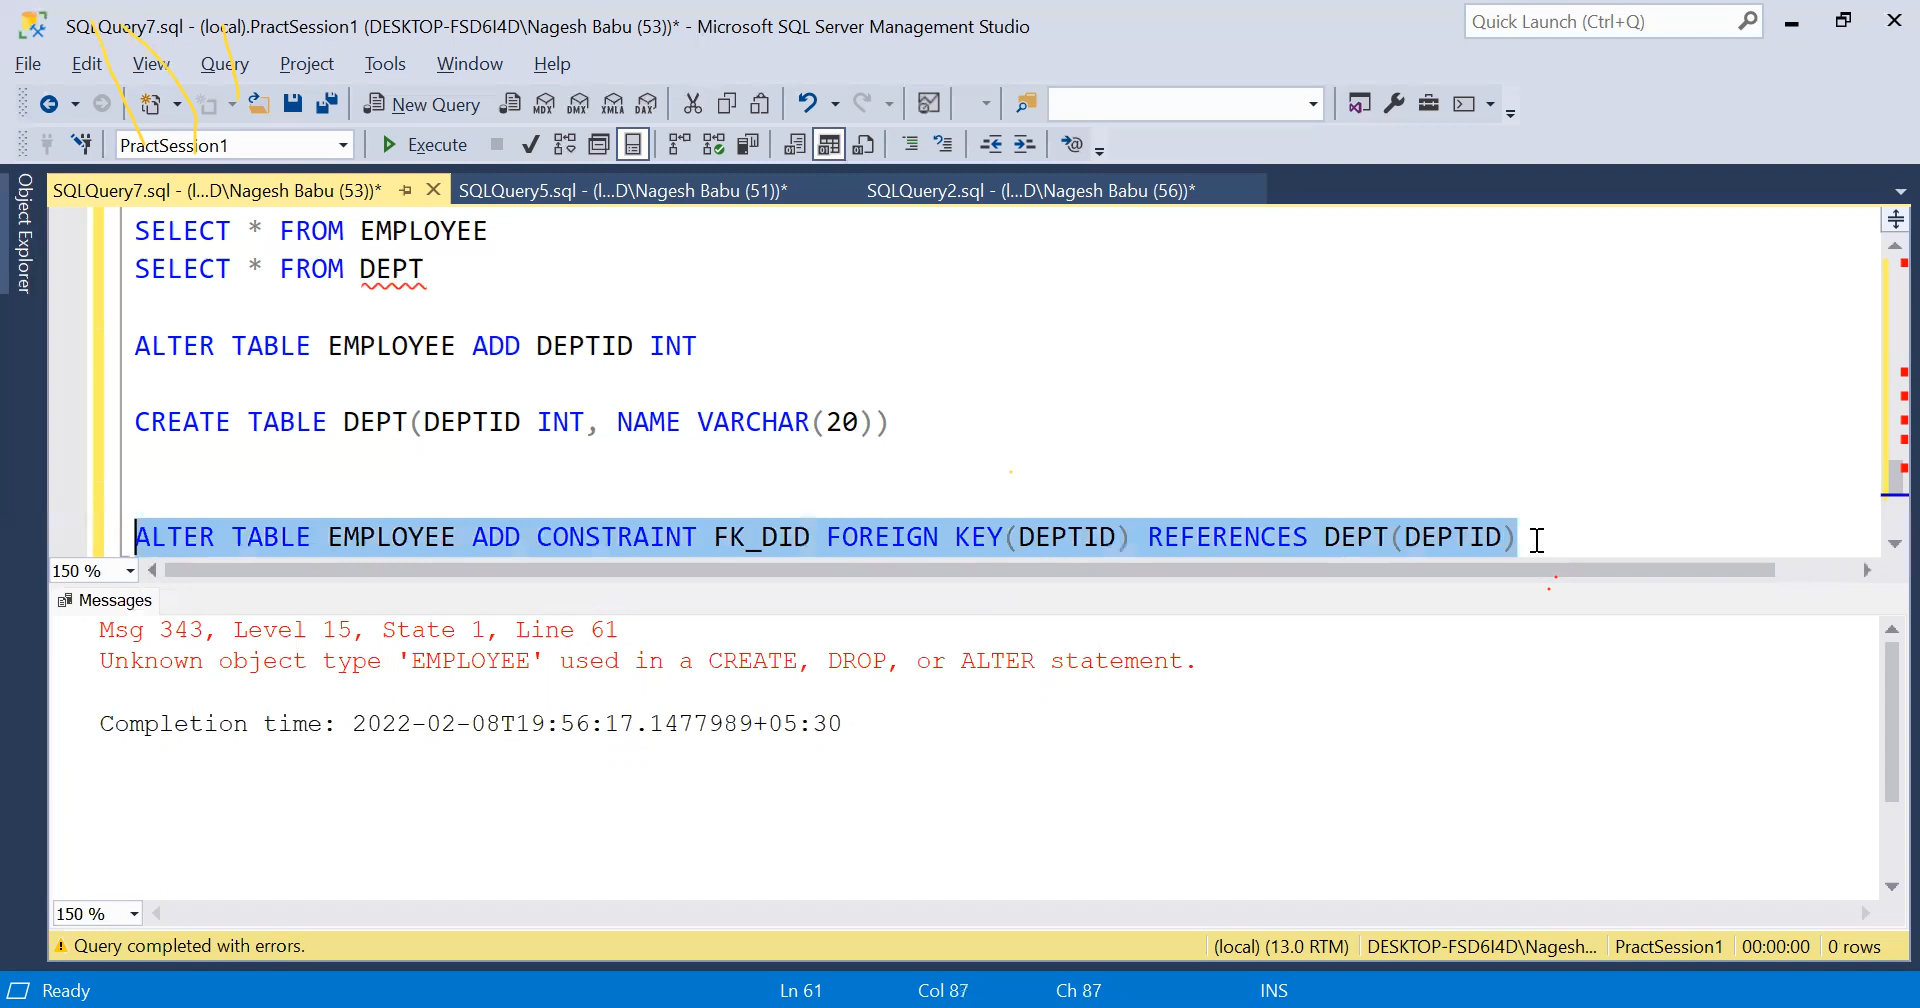 SQLQuery7.sql - (local).PractSession1 (DESKTOP-FSD6I4D\Nagesh Babu (53))* - Microsoft SQL Server Management Studio
Quick Launch (Ctrl+Q)
File Edit View Query Project Tools Window Help
New Query MDX DMX XMLA DAX
PractSession1 Execute
Object Explorer
SQLQuery7.sql - (l...D\Nagesh Babu (53))* SQLQuery5.sql - (l...D\Nagesh Babu (51))* SQLQuery2.sql - (l...D\Nagesh Babu (56))*
SELECT * FROM EMPLOYEE
SELECT * FROM DEPT
ALTER TABLE EMPLOYEE ADD DEPTID INT
CREATE TABLE DEPT(DEPTID INT, NAME VARCHAR(20))
ALTER TABLE EMPLOYEE ADD CONSTRAINT FK_DID FOREIGN KEY(DEPTID) REFERENCES DEPT(DEPTID)
150 %
Messages
Msg 343, Level 15, State 1, Line 61
Unknown object type 'EMPLOYEE' used in a CREATE, DROP, or ALTER statement.
Completion time: 2022-02-08T19:56:17.1477989+05:30
150 %
Query completed with errors. (local) (13.0 RTM) DESKTOP-FSD6I4D\Nagesh... PractSession1 00:00:00 0 rows
Ready Ln 61 Col 87 Ch 87 INS